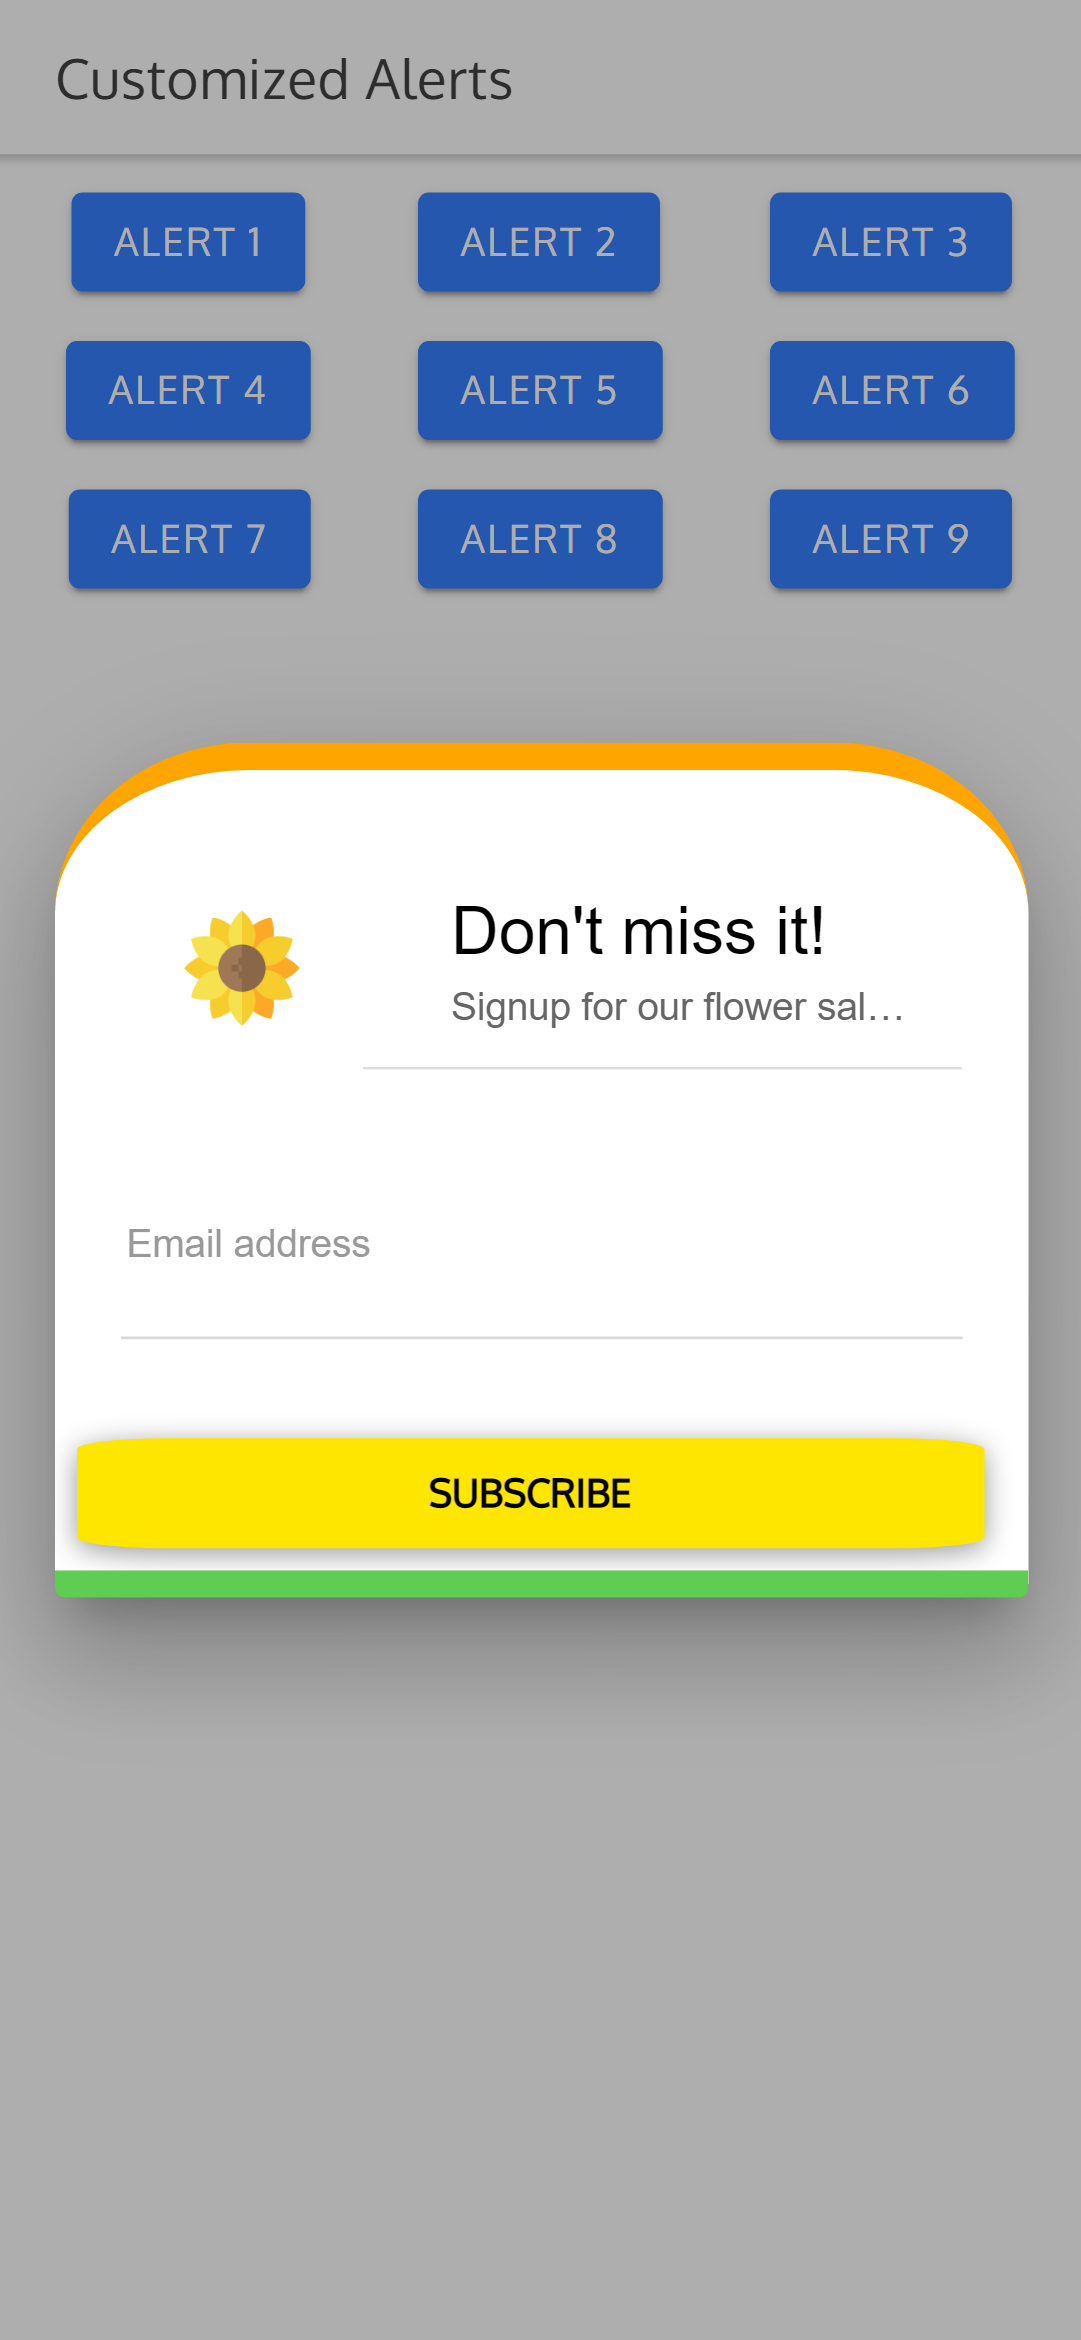 Customized Alerts
ALERT 1 ALERT 2 ALERT 3
ALERT 4 ALERT 5 ALERT 6
ALERT 7 ALERT 8 ALERT 9
Don't miss it!
Signup for our flower sal...
Email address
SUBSCRIBE